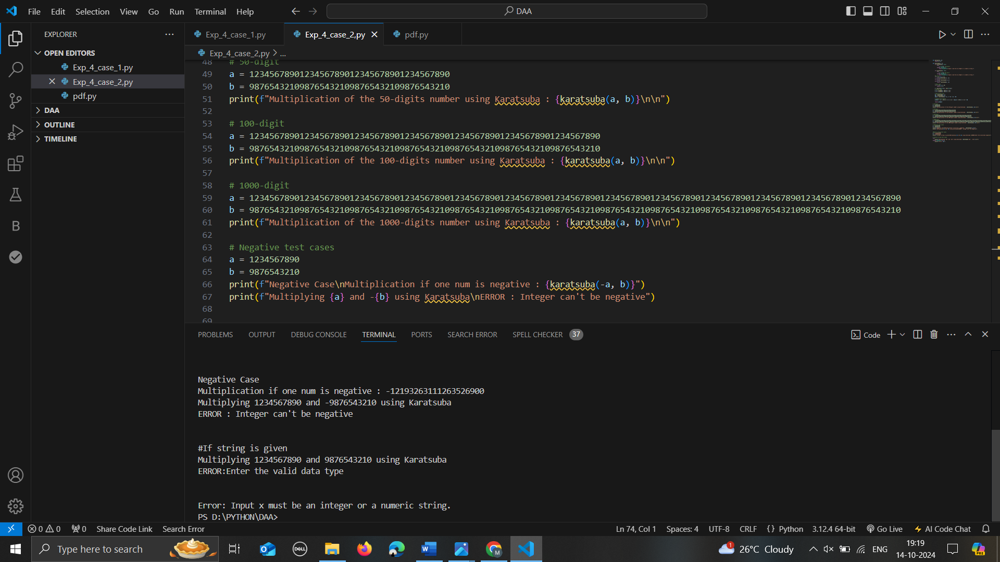 File Edit Selection View Go Run Terminal Help
DAA
EXPLORER
OPEN EDITORS
Exp_4_case_1.py
Exp_4_case_2,py
pdf.py
DAA
OUTLINE
TIMELINE
Exp_4_case_1.py Exp_4_case_2,py pdf.py
Exp_4_case_2,py > ...
48 # 50-digit
49 a = 1234567890123456789012345678901234567890
50 b = 9876543210987654321098765432109876543210
51 print(f"Multiplication of the 50-digits number using Karatsuba : {karatsuba(a, b)}\n\n")
52
53 # 100-digit
54 a = 1234567890123456789012345678901234567890123456789012345678901234567890
55 b = 9876543210987654321098765432109876543210987654321098765432109876543210
56 print(f"Multiplication of the 100-digits number using Karatsuba : {karatsuba(a, b)}\n\n")
57
58 # 1000-digit
59 a = 1234567890123456789012345678901234567890123456789012345678901234567890123456789012345678901234567890123456789012345678901234567890
60 b = 9876543210987654321098765432109876543210987654321098765432109876543210987654321098765432109876543210987654321098765432109876543210
61 print(f"Multiplication of the 1000-digits number using Karatsuba : {karatsuba(a, b)}\n\n")
62
63 # Negative test cases
64 a = 1234567890
65 b = 9876543210
66 print(f"Negative Case\nMultiplication if one num is negative : {karatsuba(-a, b)}")
67 print(f"Multiplying {a} and -{b} using Karatsuba\nERROR : Integer can't be negative")
68
69
PROBLEMS OUTPUT DEBUG CONSOLE TERMINAL PORTS SEARCH ERROR SPELL CHECKER 37
Code
Negative Case
Multiplication if one num is negative : -12193263111263526900
Multiplying 1234567890 and -9876543210 using Karatsuba
ERROR : Integer can't be negative
#If string is given
Multiplying 1234567890 and 9876543210 using Karatsuba
ERROR:Enter the valid data type
Error: Input x must be an integer or a numeric string.
PS D:\PYTHON\DAA>
0 0 0 Share Code Link Search Error Ln 74, Col 1 Spaces: 4 UTF-8 CRLF {} Python 3.12.4 64-bit Go Live AI Code Chat
Type here to search
DELL
1
26°C Cloudy
ENG
19:19
14-10-2024
PRE